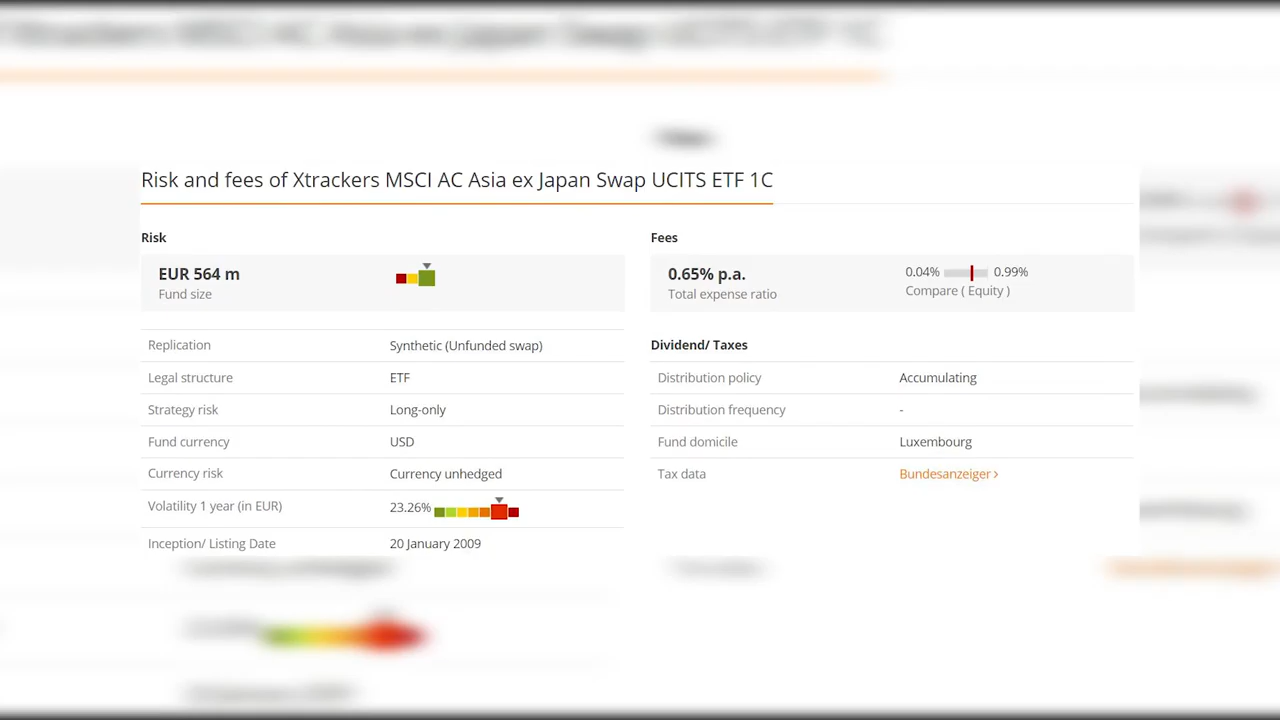 Risk and fees of Xtrackers MSCI AC Asia ex Japan Swap UCITS ETF 1C
Risk
EUR 564 m
Fund size
Replication Synthetic (Unfunded swap)
Legal structure ETF
Strategy risk Long-only
Fund currency USD
Currency risk Currency unhedged
Volatility 1 year (in EUR) 23.26%
Inception/ Listing Date 20 January 2009
Fees
0.65% p.a.
Total expense ratio
0.04% 0.99%
Compare ( Equity )
Dividend/ Taxes
Distribution policy Accumulating
Distribution frequency -
Fund domicile Luxembourg
Tax data Bundesanzeiger >